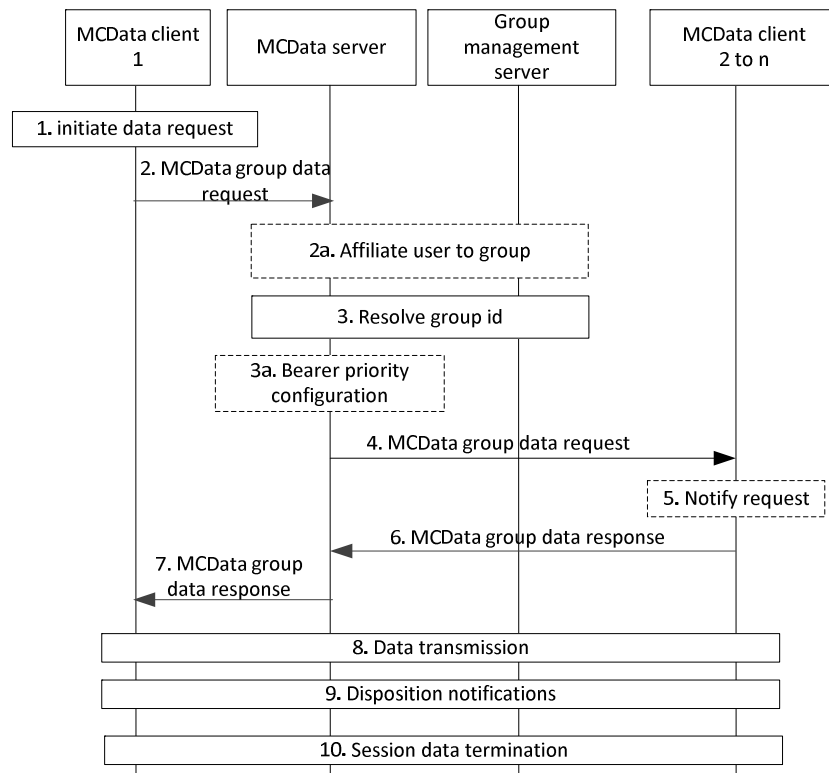 MCData client
1
MCData server
Group
management
server
MCData client
2 to n
1. initiate data request
2. MCData group data
request
2a. Affiliate user to group
3. Resolve group id
3a. Bearer priority
configuration
4. MCData group data request
5. Notify request
6. MCData group data response
7. MCData group
data response
8. Data transmission
9. Disposition notifications
10. Session data termination